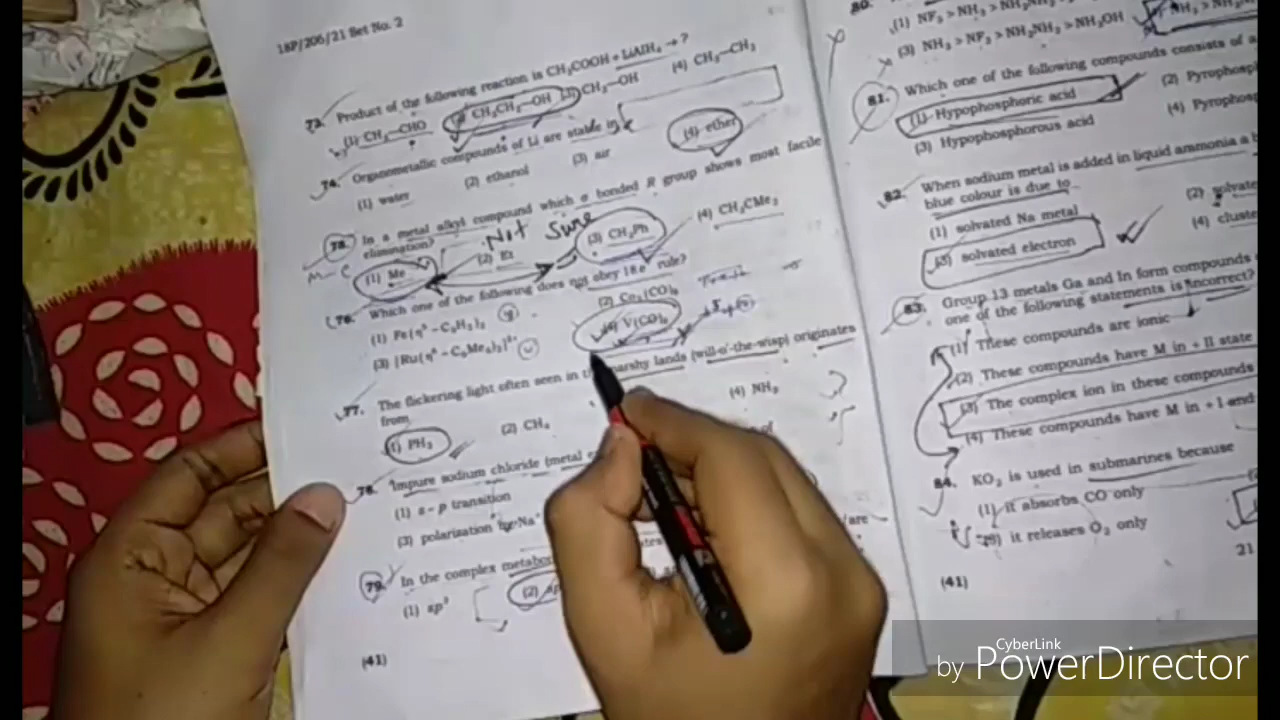 18P/206/21 Set No. 2
73. Product of the following reaction is CH₃COOH + LiAlH₄ → ?
(1) CH₃—CHO (2) CH₃CH₂—OH (3) CH₃—OH (4) CH₃—CH₃
74. Organometallic compounds of Li are stable in
(1) water (2) ethanol (3) air (4) ether
75. In a metal alkyl compound which σ bonded R group shows most facile
elimination?
Not Sure
(1) Me (2) Et (3) CH₂Ph (4) CH₂CMe₃
76. Which one of the following does not obey 18e⁻ rule?
(1) Fe(η⁵ – C₅H₅)₂ (2) Co₂(CO)₈
(3) [Ru(η⁶ – C₆Me₆)₂]²⁺ (4) V(CO)₆
77. The flickering light often seen in marshy lands (will-o'-the-wisp) originates
from
(1) PH₃ (2) CH₄ (4) NH₃
78. Impure sodium chloride (metal of
(1) s – p transition
(3) polarization for Na⁺
79. In the complex /are
(1) sp³ (2)
(41)
80.
(1) NF₃ > NH₃ >
(3) NH₃ > NF₃ > NH₂NH₂ > NH₂OH
81. Which one of the following compounds consists of a
(1) Hypophosphoric acid (2) Pyrophosp
(3) Hypophosphorous acid (4) Pyrophosp
82. When sodium metal is added in liquid ammonia a b
blue colour is due to
(1) solvated Na metal (2) solvate
(3) solvated electron (4) cluste
83. Group 13 metals Ga and In form compounds
one of the following statements is incorrect?
(1) These compounds are ionic
(2) These compounds have M in + II state
(3) The complex ion in these compounds
(4) These compounds have M in + I and
84. KO₂ is used in submarines because
(1) it absorbs CO only
(3) it releases O₂ only
21
(41)
CyberLink
by PowerDirector